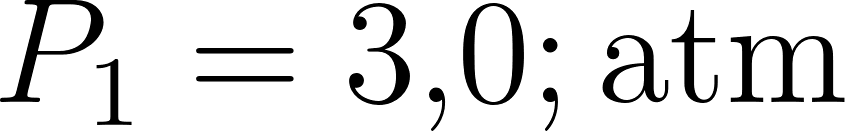 P₁ = 3,0; atm